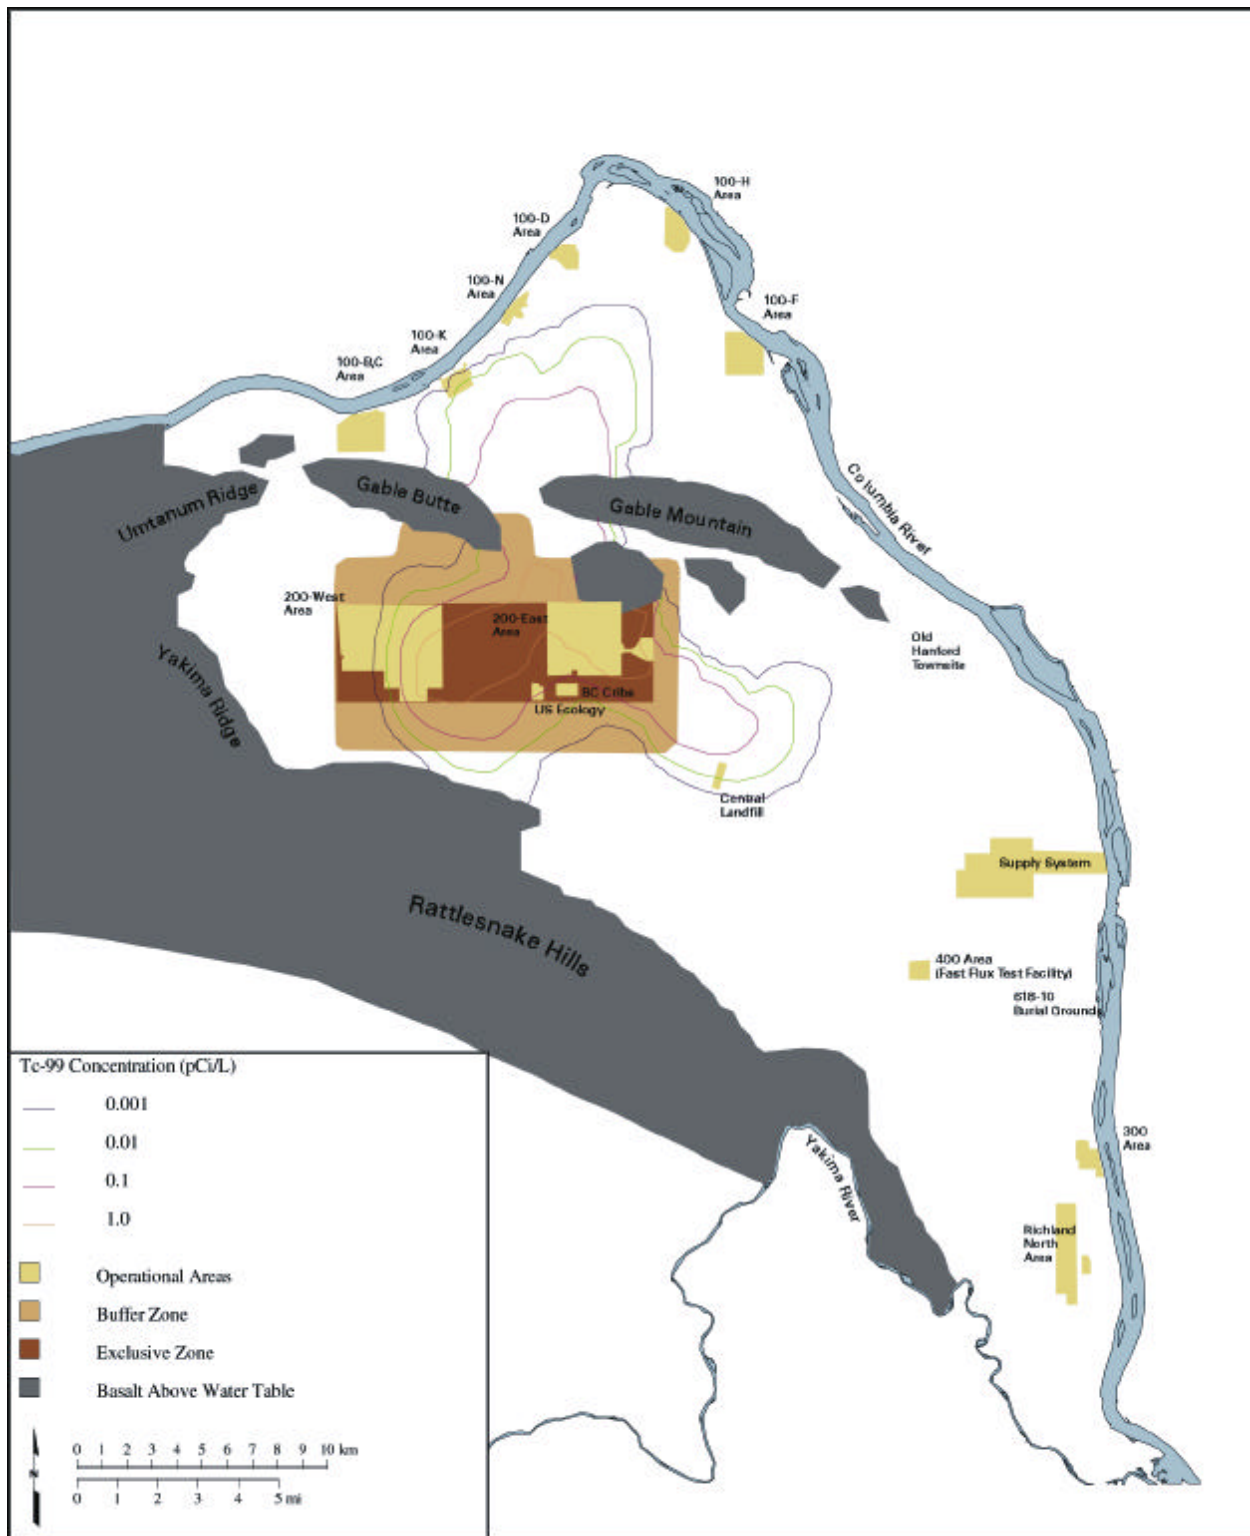 100-H
Area
100-D
Area
100-N
Area
100-F
Area
100-K
Area
100-B,C
Area
Columbia River
Umtanum Ridge
Gable Butte
Gable Mountain
200-West
Area
200-East
Area
Old
Hanford
Townsite
Yakima Ridge
BC Cribs
US Ecology
Central
Landfill
Supply System
Rattlesnake Hills
400 Area
(Fast Flux Test Facility)
618-10
Burial Grounds
300
Area
Yakima River
Richland
North
Area
Tc-99 Concentration (pCi/L)
0.001
0.01
0.1
1.0
Operational Areas
Buffer Zone
Exclusive Zone
Basalt Above Water Table
N
0 1 2 3 4 5 6 7 8 9 10 km
0 1 2 3 4 5 mi